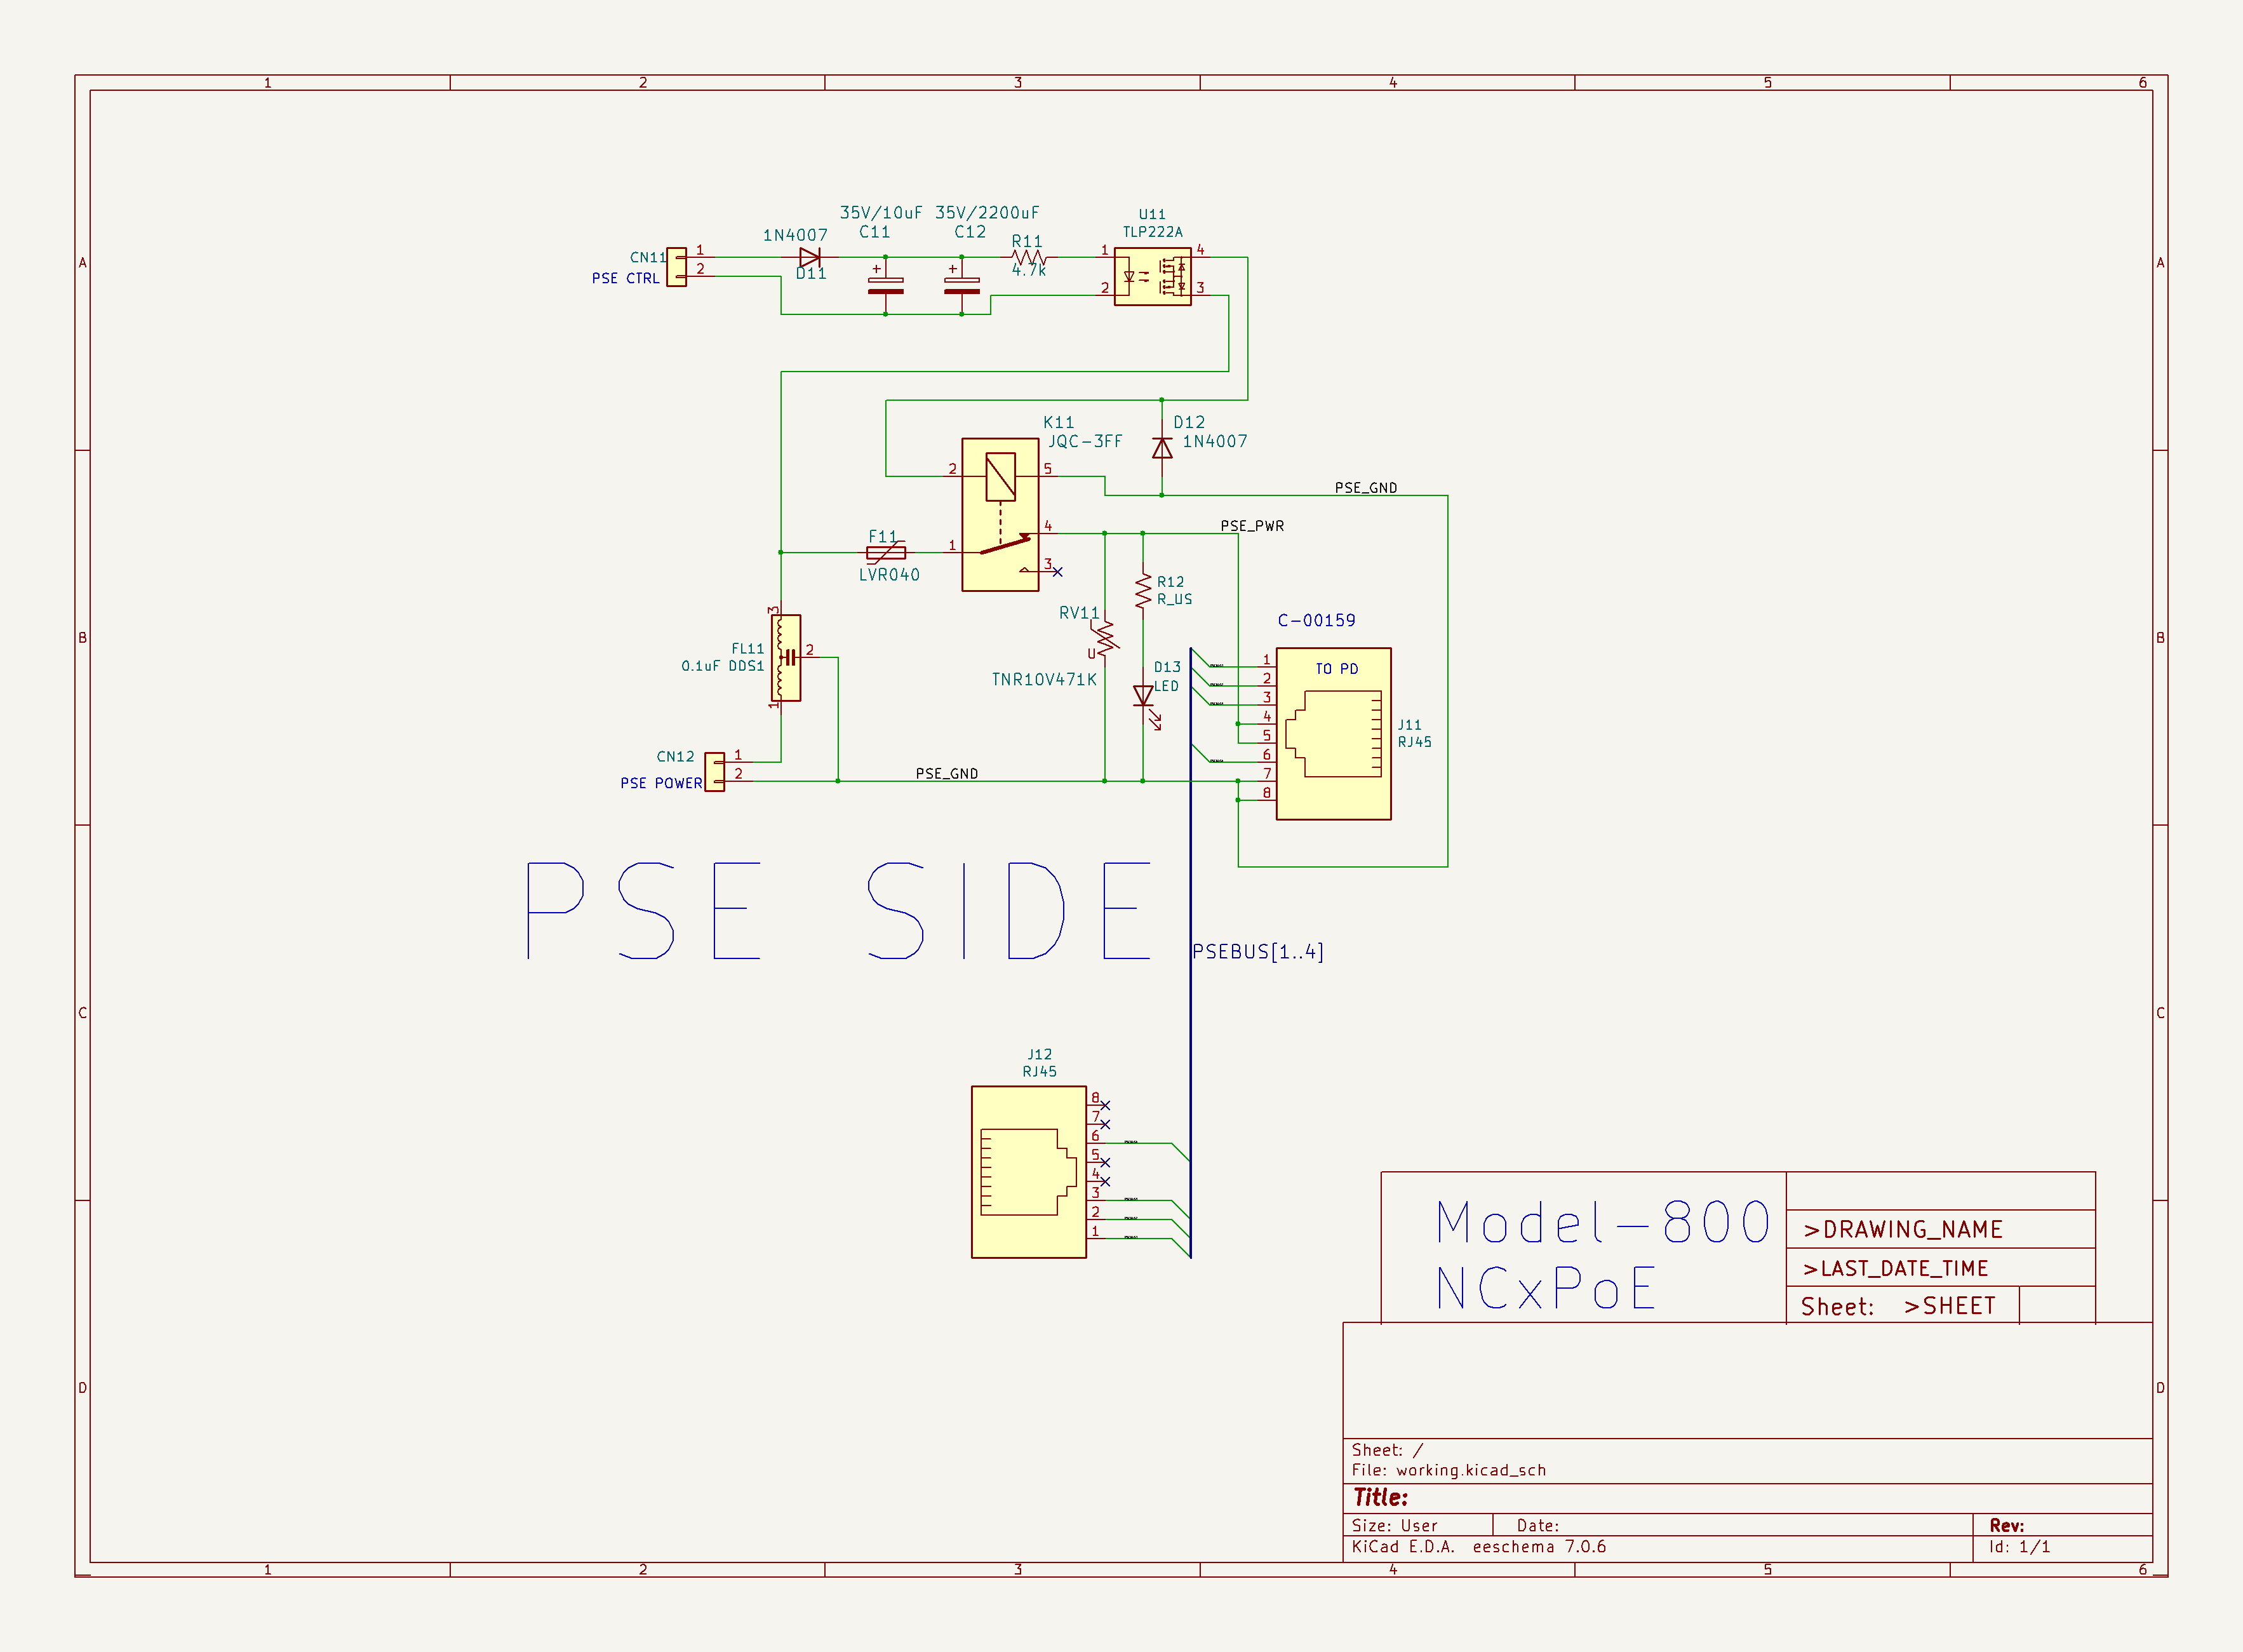 1 2 3 4 5 6
A
A
35V/10uF 35V/2200uF
C11 C12
1N4007
D11
R11
4.7k
U11
TLP222A
1
2
4
3
CN11
PSE CTRL
1
2
+
+
K11
JQC-3FF
D12
1N4007
2
5
4
1
3
PSE_GND
PSE_PWR
F11
LVR040
R12
R_US
RV11
U
TNR10V471K
D13
LED
3
FL11
0.1uF DDS1
2
1
B
B
C-00159
TO PD
1
2
3
4
5
6
7
8
J11
RJ45
CN12
PSE POWER
1
2
PSE_GND
PSE SIDE
PSEBUS[1..4]
C
C
J12
RJ45
8
7
6
5
4
3
2
1
Model-800
NCxPoE
>DRAWING_NAME
>LAST_DATE_TIME
Sheet: >SHEET
D
D
Sheet: /
File: working.kicad_sch
Title:
Size: User Date: Rev:
KiCad E.D.A. eeschema 7.0.6 Id: 1/1
1 2 3 4 5 6